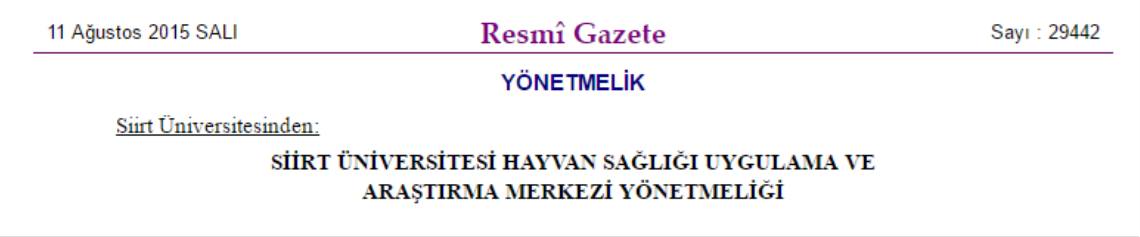 11 Ağustos 2015 SALI Resmî Gazete Sayı : 29442
YÖNETMELİK
Siirt Üniversitesinden:
SİİRT ÜNİVERSİTESİ HAYVAN SAĞLIĞI UYGULAMA VE
ARAŞTIRMA MERKEZİ YÖNETMELİĞİ